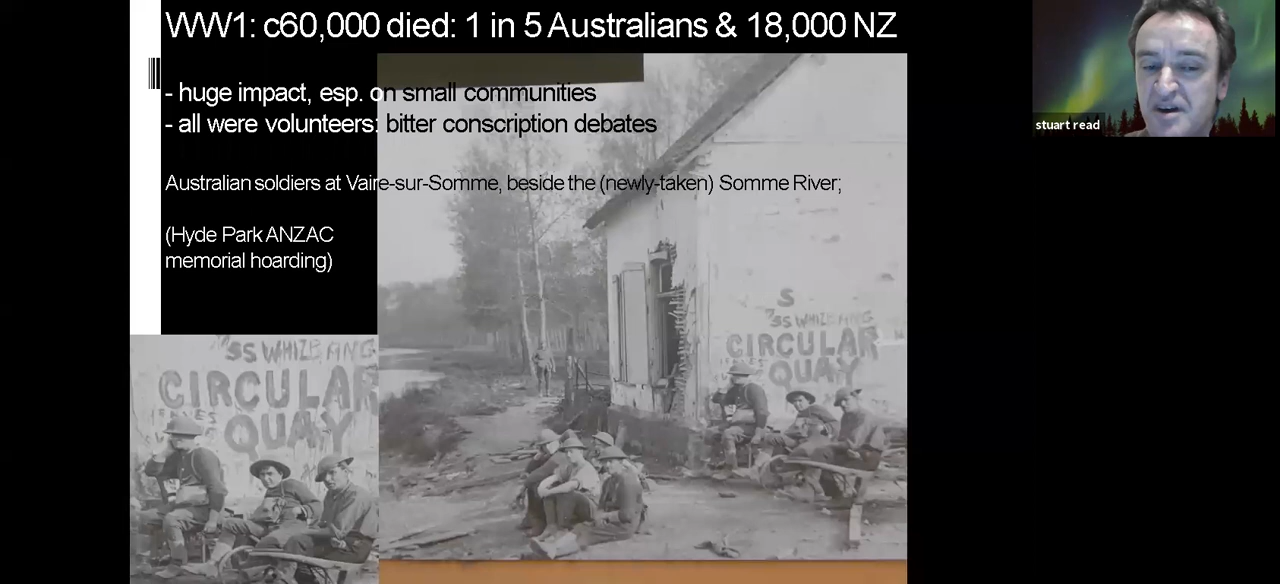 WW1: c60,000 died: 1 in 5 Australians & 18,000 NZ
- huge impact, esp. on small communities
- all were volunteers: bitter conscription debates
Australian soldiers at Vaire-sur-Somme, beside the (newly-taken) Somme River;
(Hyde Park ANZAC
memorial hoarding)
stuart read
S
SS WHIZBANG
CIRCULAR
QUAY
'SS WHIZBANG
CIRCULAR
QUAY